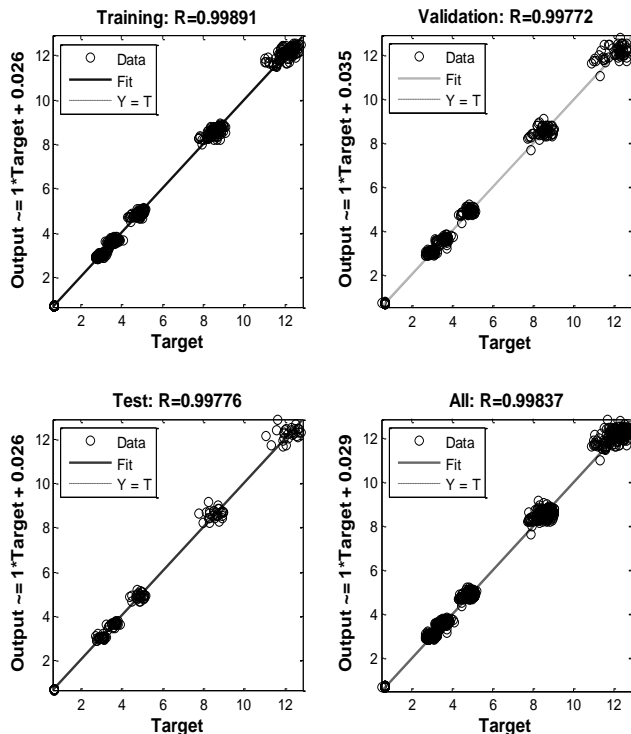 Training: R=0.99891
Output ~= 1*Target + 0.026
Data
Fit
Y = T
12
10
8
6
4
2
2 4 6 8 10 12
Target
Validation: R=0.99772
Output ~= 1*Target + 0.035
Data
Fit
Y = T
12
10
8
6
4
2
2 4 6 8 10 12
Target
Test: R=0.99776
Output ~= 1*Target + 0.026
Data
Fit
Y = T
12
10
8
6
4
2
2 4 6 8 10 12
Target
All: R=0.99837
Output ~= 1*Target + 0.029
Data
Fit
Y = T
12
10
8
6
4
2
2 4 6 8 10 12
Target